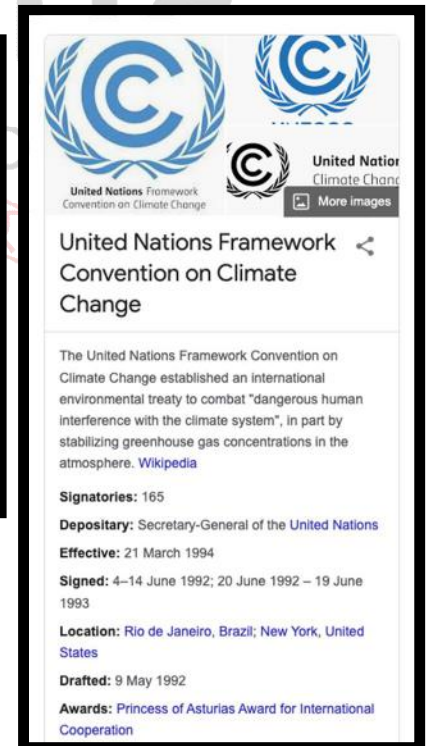 United Nations Framework
Convention on Climate Change
United Nation
Climate Chang
More images
United Nations Framework
Convention on Climate
Change
The United Nations Framework Convention on
Climate Change established an international
environmental treaty to combat "dangerous human
interference with the climate system", in part by
stabilizing greenhouse gas concentrations in the
atmosphere. Wikipedia
Signatories: 165
Depositary: Secretary-General of the United Nations
Effective: 21 March 1994
Signed: 4–14 June 1992; 20 June 1992 – 19 June
1993
Location: Rio de Janeiro, Brazil; New York, United
States
Drafted: 9 May 1992
Awards: Princess of Asturias Award for International
Cooperation